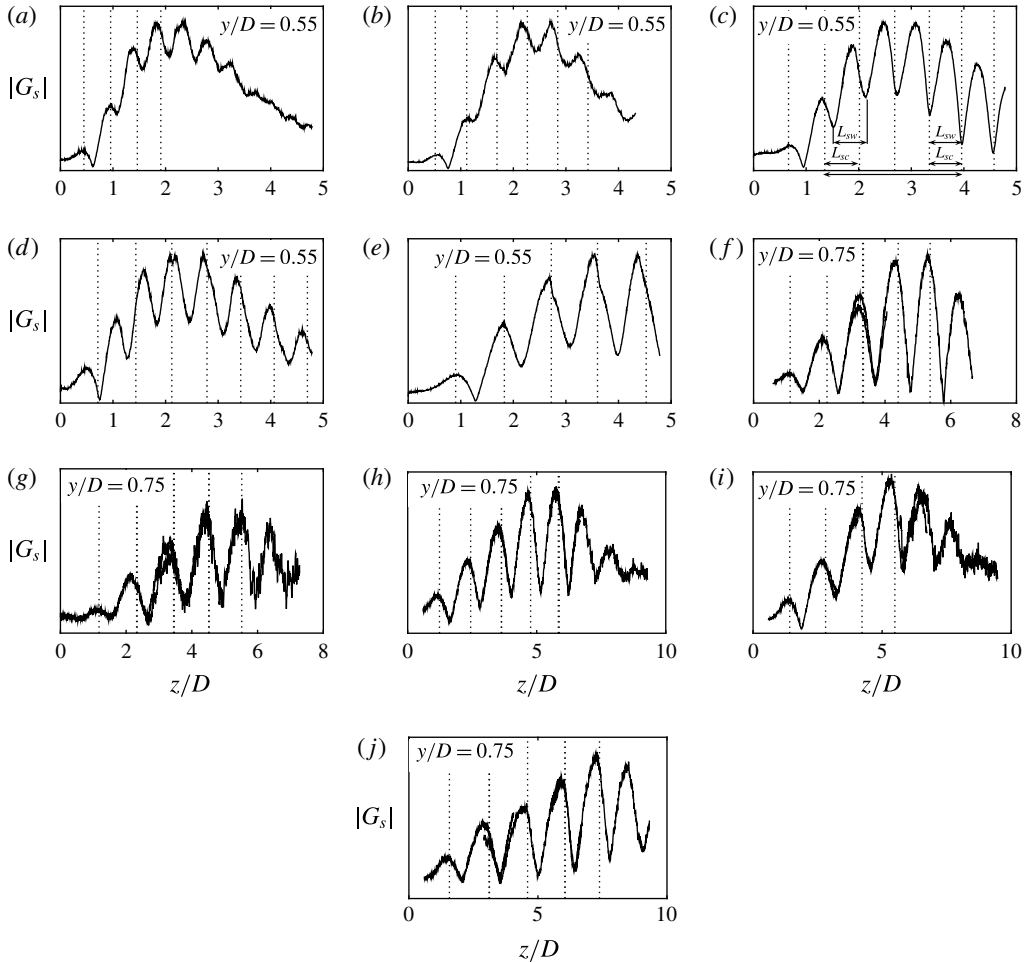 (a) (b) (c)
y/D = 0.55 y/D = 0.55 y/D = 0.55
|G_s|
L_sw L_sw
L_sc L_sc
0 1 2 3 4 5 0 1 2 3 4 5 0 1 2 3 4 5
(d) (e) (f)
y/D = 0.55 y/D = 0.55 y/D = 0.75
|G_s|
0 1 2 3 4 5 0 1 2 3 4 5 0 2 4 6 8
(g) (h) (i)
y/D = 0.75 y/D = 0.75 y/D = 0.75
|G_s|
0 2 4 6 8 0 5 10 0 5 10
z/D z/D z/D
(j)
y/D = 0.75
|G_s|
0 5 10
z/D